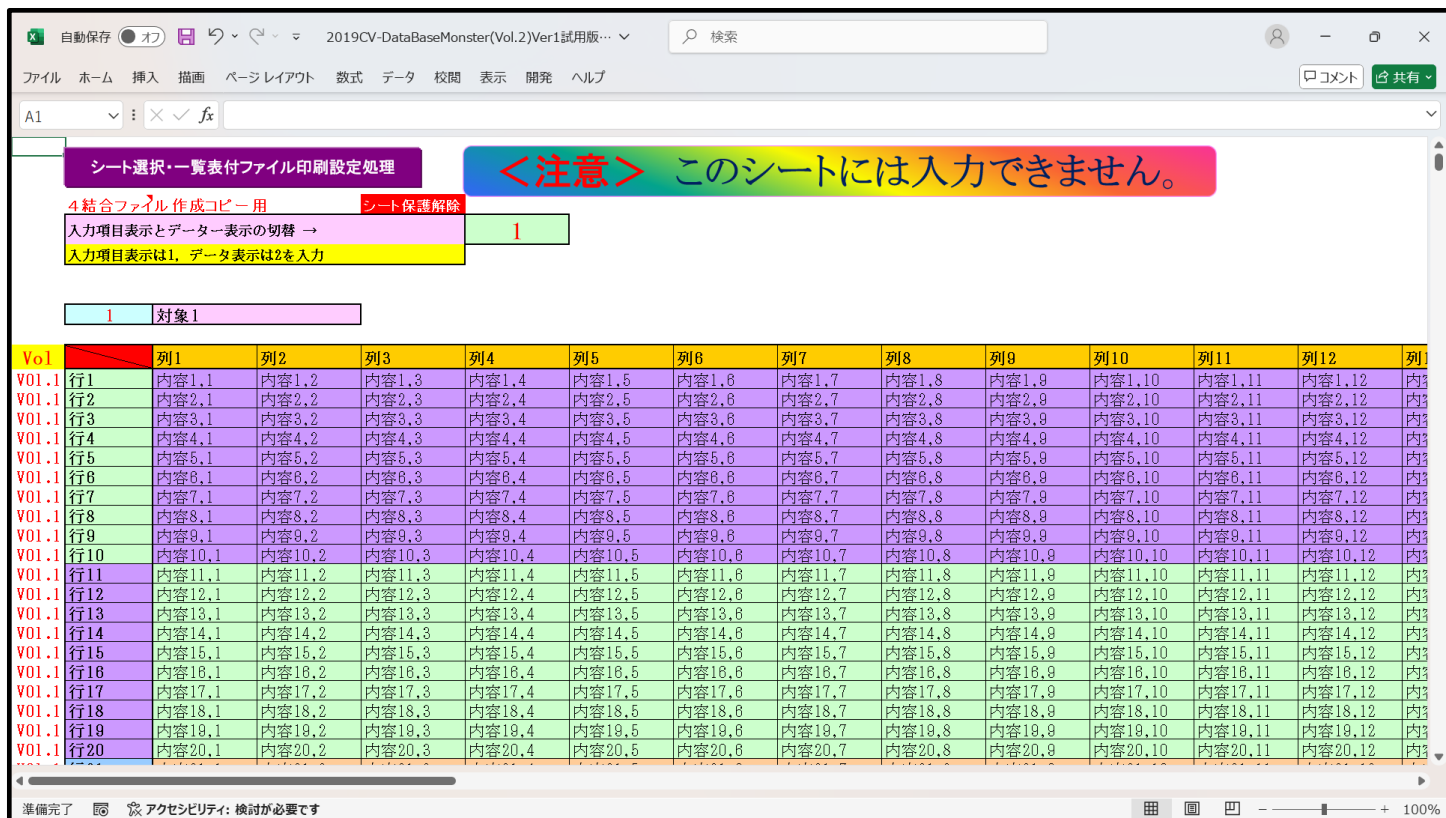 自動保存 オフ 2019CV-DataBaseMonster(Vol.2)Ver1試用版… 検索
ファイル ホーム 挿入 描画 ページ レイアウト 数式 データ 校閲 表示 開発 ヘルプ コメント 共有
A1 fx
シート選択・一覧表付ファイル印刷設定処理 <注意> このシートには入力できません。
4結合ファイル作成コピー用 シート保護解除
入力項目表示とデーター表示の切替 → 1
入力項目表示は1, データ表示は2を入力
1 対象1
Vol 列1 列2 列3 列4 列5 列6 列7 列8 列9 列10 列11 列12 列1
VO1.1 行1 内容1,1 内容1,2 内容1,3 内容1,4 内容1,5 内容1,6 内容1,7 内容1,8 内容1,9 内容1,10 内容1,11 内容1,12
VO1.1 行2 内容2,1 内容2,2 内容2,3 内容2,4 内容2,5 内容2,6 内容2,7 内容2,8 内容2,9 内容2,10 内容2,11 内容2,12
VO1.1 行3 内容3,1 内容3,2 内容3,3 内容3,4 内容3,5 内容3,6 内容3,7 内容3,8 内容3,9 内容3,10 内容3,11 内容3,12
VO1.1 行4 内容4,1 内容4,2 内容4,3 内容4,4 内容4,5 内容4,6 内容4,7 内容4,8 内容4,9 内容4,10 内容4,11 内容4,12
VO1.1 行5 内容5,1 内容5,2 内容5,3 内容5,4 内容5,5 内容5,6 内容5,7 内容5,8 内容5,9 内容5,10 内容5,11 内容5,12
VO1.1 行6 内容6,1 内容6,2 内容6,3 内容6,4 内容6,5 内容6,6 内容6,7 内容6,8 内容6,9 内容6,10 内容6,11 内容6,12
VO1.1 行7 内容7,1 内容7,2 内容7,3 内容7,4 内容7,5 内容7,6 内容7,7 内容7,8 内容7,9 内容7,10 内容7,11 内容7,12
VO1.1 行8 内容8,1 内容8,2 内容8,3 内容8,4 内容8,5 内容8,6 内容8,7 内容8,8 内容8,9 内容8,10 内容8,11 内容8,12
VO1.1 行9 内容9,1 内容9,2 内容9,3 内容9,4 内容9,5 内容9,6 内容9,7 内容9,8 内容9,9 内容9,10 内容9,11 内容9,12
VO1.1 行10 内容10,1 内容10,2 内容10,3 内容10,4 内容10,5 内容10,6 内容10,7 内容10,8 内容10,9 内容10,10 内容10,11 内容10,12
VO1.1 行11 内容11,1 内容11,2 内容11,3 内容11,4 内容11,5 内容11,6 内容11,7 内容11,8 内容11,9 内容11,10 内容11,11 内容11,12
VO1.1 行12 内容12,1 内容12,2 内容12,3 内容12,4 内容12,5 内容12,6 内容12,7 内容12,8 内容12,9 内容12,10 内容12,11 内容12,12
VO1.1 行13 内容13,1 内容13,2 内容13,3 内容13,4 内容13,5 内容13,6 内容13,7 内容13,8 内容13,9 内容13,10 内容13,11 内容13,12
VO1.1 行14 内容14,1 内容14,2 内容14,3 内容14,4 内容14,5 内容14,6 内容14,7 内容14,8 内容14,9 内容14,10 内容14,11 内容14,12
VO1.1 行15 内容15,1 内容15,2 内容15,3 内容15,4 内容15,5 内容15,6 内容15,7 内容15,8 内容15,9 内容15,10 内容15,11 内容15,12
VO1.1 行16 内容16,1 内容16,2 内容16,3 内容16,4 内容16,5 内容16,6 内容16,7 内容16,8 内容16,9 内容16,10 内容16,11 内容16,12
VO1.1 行17 内容17,1 内容17,2 内容17,3 内容17,4 内容17,5 内容17,6 内容17,7 内容17,8 内容17,9 内容17,10 内容17,11 内容17,12
VO1.1 行18 内容18,1 内容18,2 内容18,3 内容18,4 内容18,5 内容18,6 内容18,7 内容18,8 内容18,9 内容18,10 内容18,11 内容18,12
VO1.1 行19 内容19,1 内容19,2 内容19,3 内容19,4 内容19,5 内容19,6 内容19,7 内容19,8 内容19,9 内容19,10 内容19,11 内容19,12
VO1.1 行20 内容20,1 内容20,2 内容20,3 内容20,4 内容20,5 内容20,6 内容20,7 内容20,8 内容20,9 内容20,10 内容20,11 内容20,12
準備完了 アクセシビリティ: 検討が必要です 100%